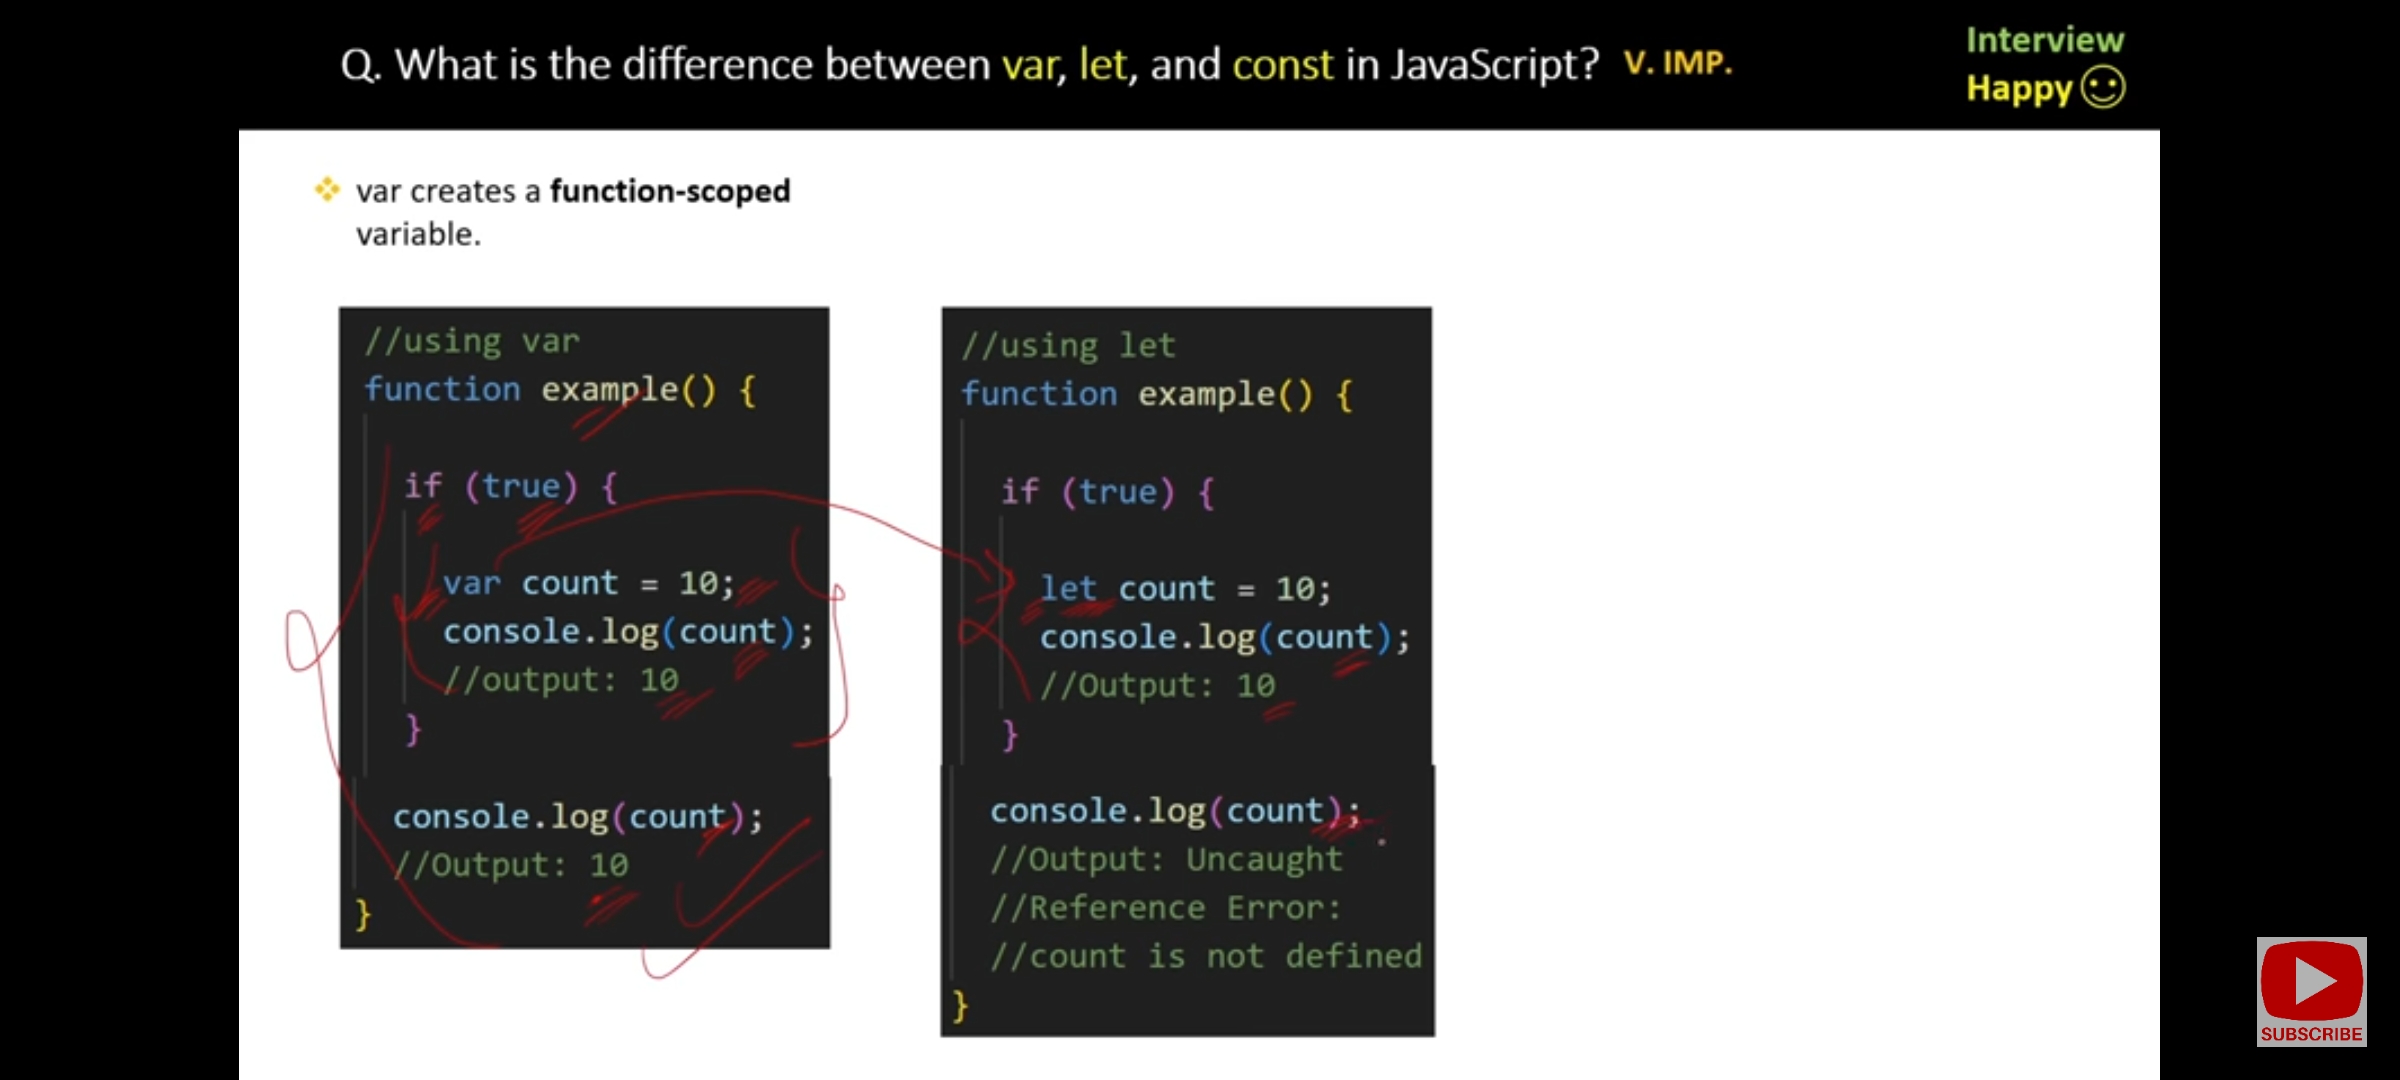 Q. What is the difference between var, let, and const in JavaScript? V. IMP.
Interview
Happy
var creates a function-scoped
variable.
//using var
function example() {
if (true) {
var count = 10;
console.log(count);
//output: 10
}
console.log(count);
//Output: 10
}
//using let
function example() {
if (true) {
let count = 10;
console.log(count);
//Output: 10
}
console.log(count);
//Output: Uncaught
//Reference Error:
//count is not defined
}
SUBSCRIBE